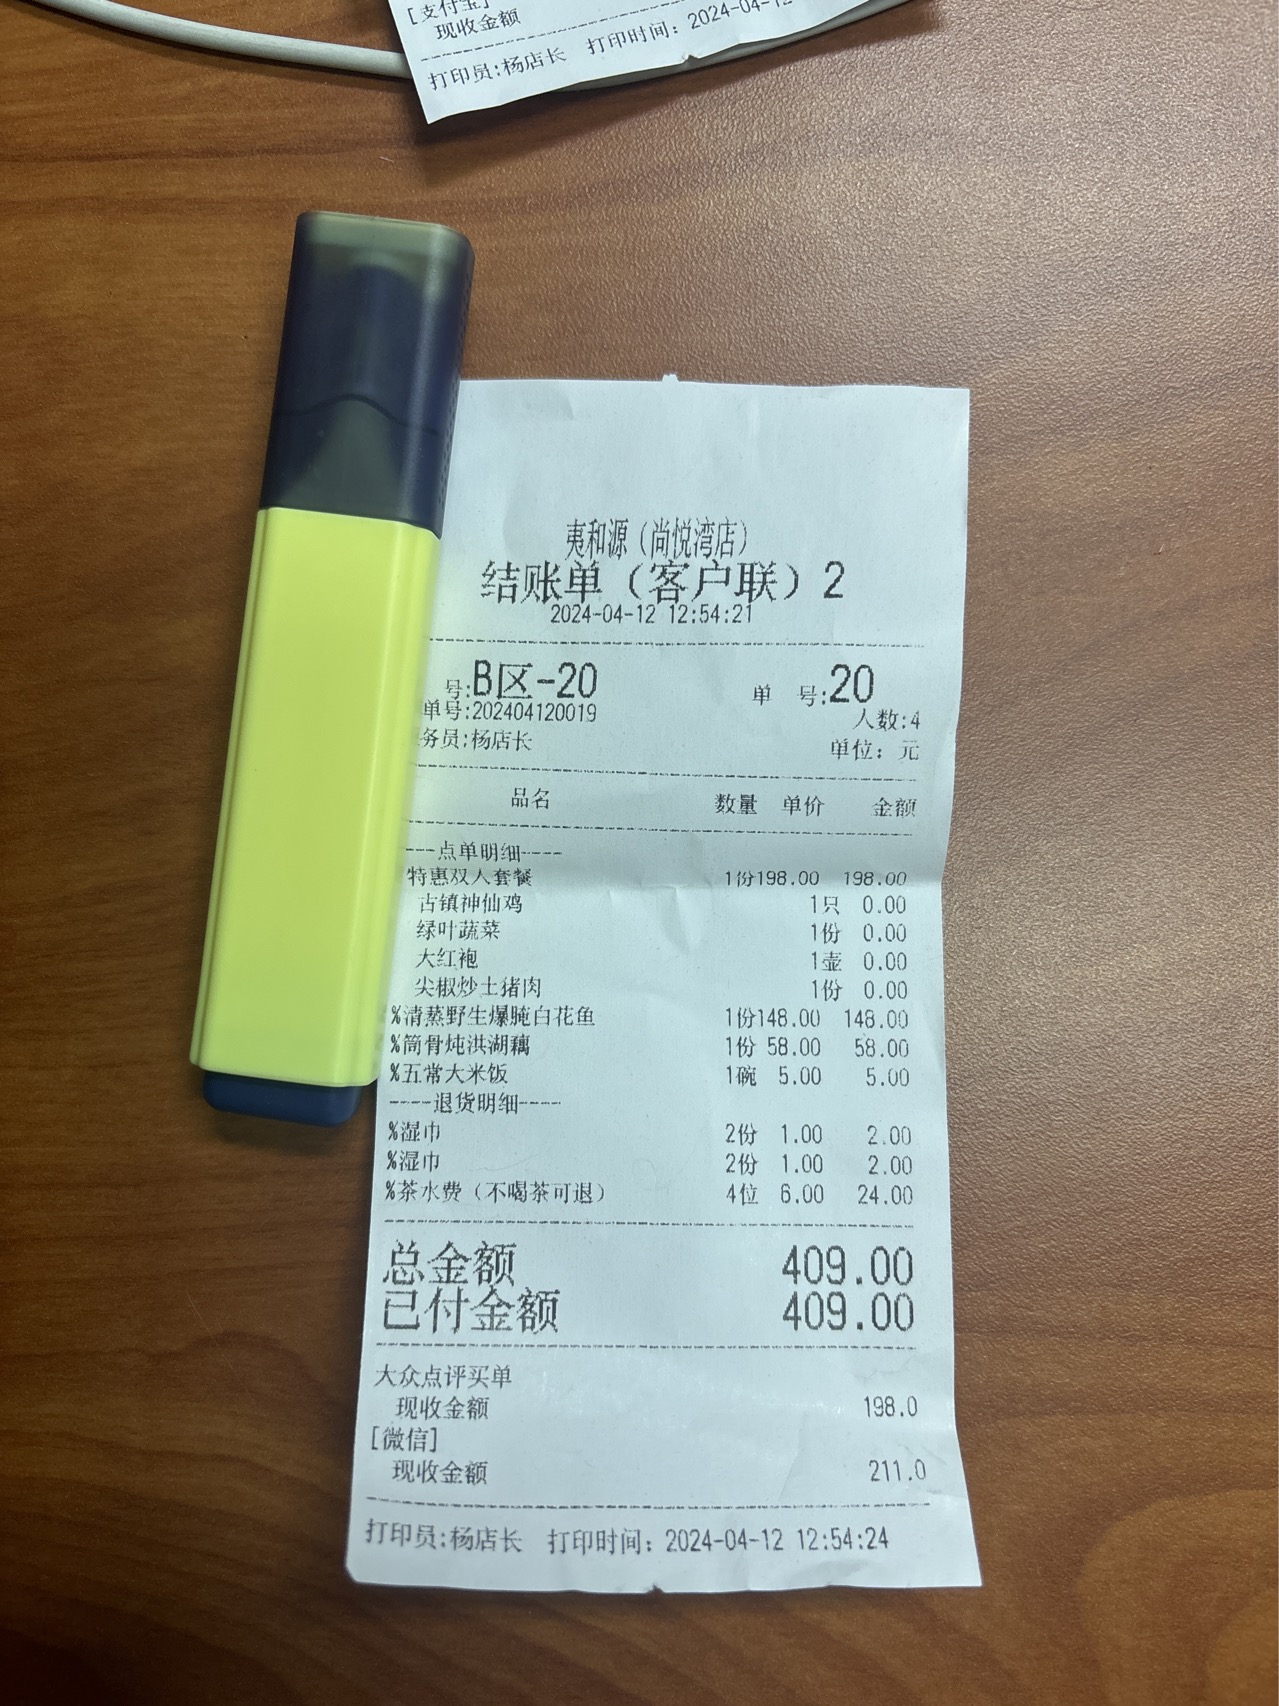 [支付宝]
现收金额
打印员:杨店长 打印时间: 2024-04-12
夷和源（尚悦湾店）
结账单（客户联）2
2024-04-12 12:54:21
号:B区-20 单 号:20
单号:202404120019 人数:4
务员:杨店长 单位: 元
品名 数量 单价 金额
---点单明细----
特惠双人套餐 1份198.00 198.00
古镇神仙鸡 1只 0.00
绿叶蔬菜 1份 0.00
大红袍 1壶 0.00
尖椒炒土猪肉 1份 0.00
%清蒸野生爆腌白花鱼 1份148.00 148.00
%筒骨炖洪湖藕 1份 58.00 58.00
%五常大米饭 1碗 5.00 5.00
----退货明细----
%湿巾 2份 1.00 2.00
%湿巾 2份 1.00 2.00
%茶水费（不喝茶可退） 4位 6.00 24.00
总金额 409.00
已付金额 409.00
大众点评买单
现收金额 198.0
[微信]
现收金额 211.0
打印员:杨店长 打印时间: 2024-04-12 12:54:24